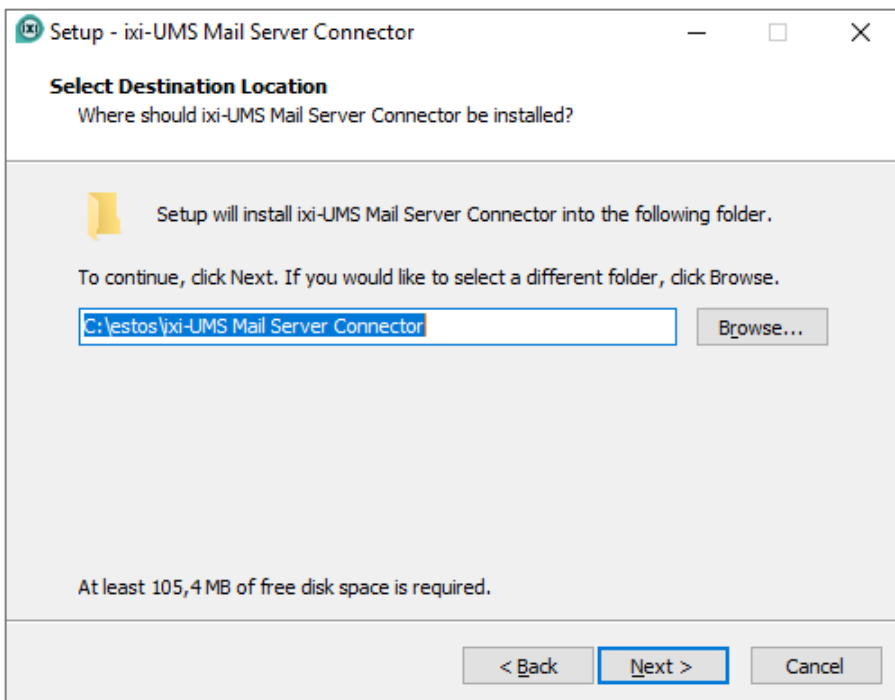 ixi
Setup - ixi-UMS Mail Server Connector
Select Destination Location
Where should ixi-UMS Mail Server Connector be installed?
Setup will install ixi-UMS Mail Server Connector into the following folder.
To continue, click Next. If you would like to select a different folder, click Browse.
C:\estos\ixi-UMS Mail Server Connector
Browse...
At least 105,4 MB of free disk space is required.
< Back
Next >
Cancel